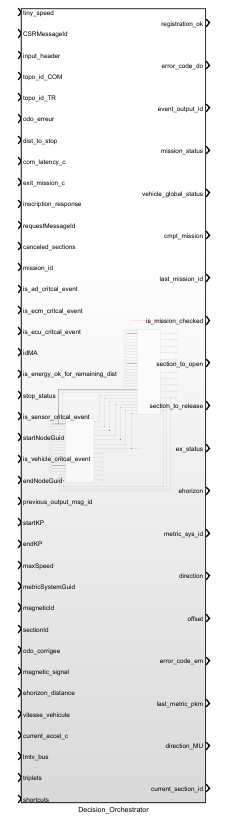 tiny_speed
CSRMessageId
input_header
topo_id_COM
topo_id_TR
odo_erreur
dist_to_stop
com_latency_c
exit_mission_c
inscription_response
requestMessageId
canceled_sections
mission_id
is_ad_critcal_event
is_ecm_critcal_event
is_ecu_critcal_event
idMA
is_energy_ok_for_remaining_dist
stop_status
is_sensor_critcal_event
startNodeGuid
is_vehicle_critcal_event
endNodeGuid
previous_output_msg_id
startKP
endKP
maxSpeed
metricSystemGuid
magneticId
sectionId
odo_corrigee
magnetic_signal
ehorizon_distance
vitesse_vehicule
current_accel_c
lmtv_bus
triplets
shortcuts
registration_ok
error_code_do
event_output_id
mission_status
vehicle_global_status
cmpt_mission
last_mission_id
is_mission_checked
section_to_open
section_to_release
ex_status
ehorizon
metric_sys_id
direction
offset
error_code_em
last_metric_pkm
direction_MU
current_section_id
Decision_Orchestrator